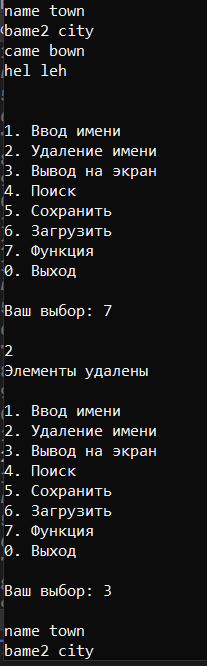 name town
bame2 city
came bown
hel leh
1. Ввод имени
2. Удаление имени
3. Вывод на экран
4. Поиск
5. Сохранить
6. Загрузить
7. Функция
0. Выход
Ваш выбор: 7
2
Элементы удалены
1. Ввод имени
2. Удаление имени
3. Вывод на экран
4. Поиск
5. Сохранить
6. Загрузить
7. Функция
0. Выход
Ваш выбор: 3
name town
bame2 city